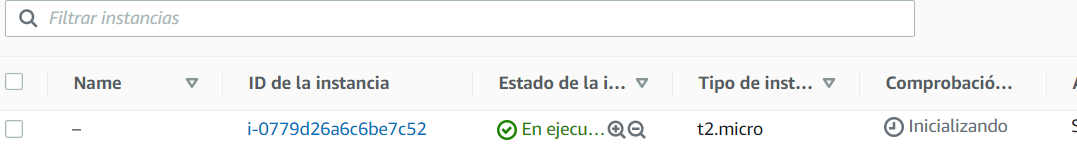 Filtrar instancias
Name ID de la instancia Estado de la i... Tipo de inst... Comprobació...
– i-0779d26a6c6be7c52 En ejecu... t2.micro Inicializando